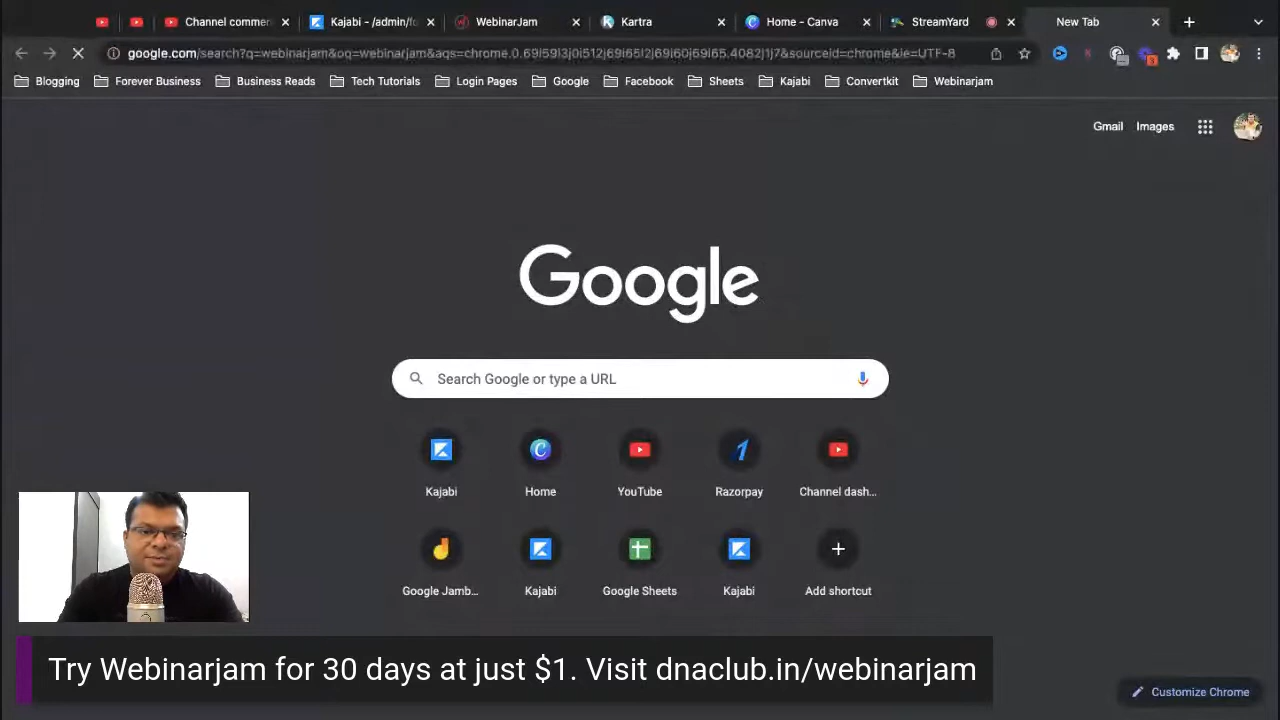 Channel commen
Kajabi - /admin/fo
WebinarJam
Kartra
Home - Canva
StreamYard
New Tab
google.com/search?q=webinarjam&oq=webinarjam&aqs=chrome.0.69i59l3j0i512j69i65l2j69i60j69i65.4082j1j7&sourceid=chrome&ie=UTF-8
Blogging
Forever Business
Business Reads
Tech Tutorials
Login Pages
Google
Facebook
Sheets
Kajabi
Convertkit
Webinarjam
Gmail
Images
Google
Search Google or type a URL
Kajabi
Home
YouTube
Razorpay
Channel dash...
Google Jamb...
Kajabi
Google Sheets
Kajabi
Add shortcut
Try Webinarjam for 30 days at just $1. Visit dnaclub.in/webinarjam
Customize Chrome